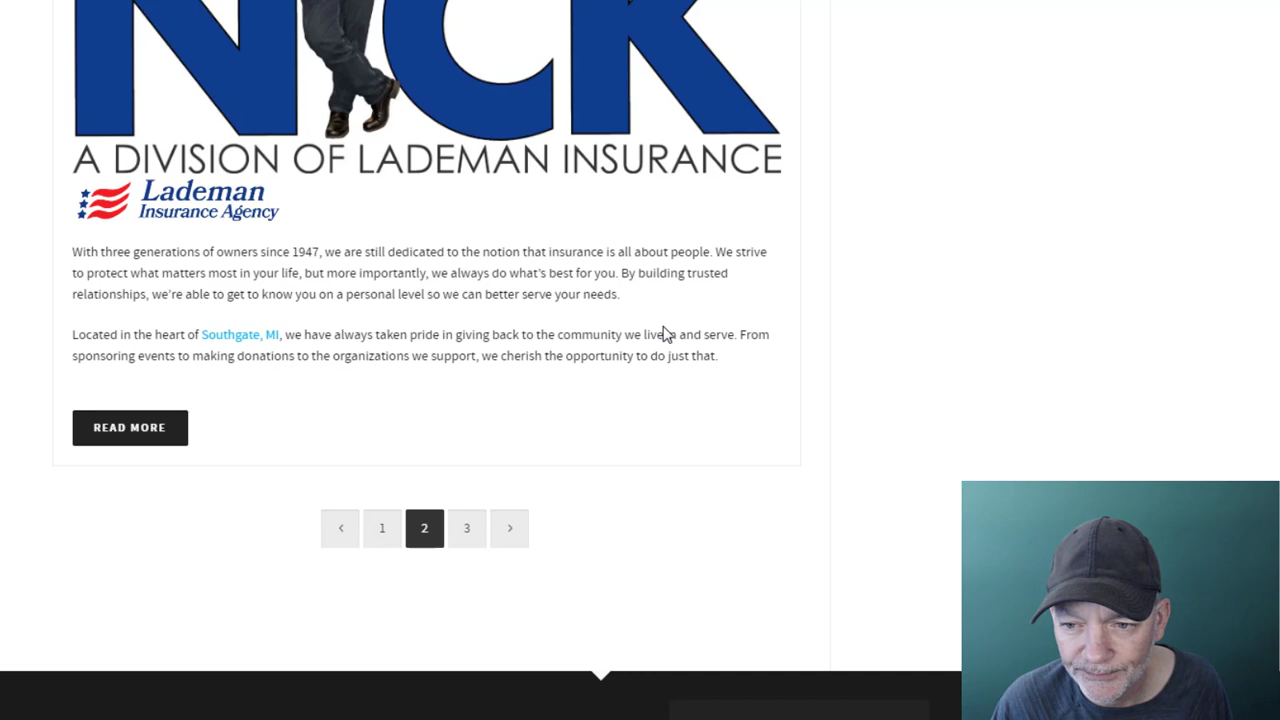 NICK
A DIVISION OF LADEMAN INSURANCE
Lademan
Insurance Agency
With three generations of owners since 1947, we are still dedicated to the notion that insurance is all about people. We strive
to protect what matters most in your life, but more importantly, we always do what's best for you. By building trusted
relationships, we're able to get to know you on a personal level so we can better serve your needs.
Located in the heart of Southgate, MI, we have always taken pride in giving back to the community we live in and serve. From
sponsoring events to making donations to the organizations we support, we cherish the opportunity to do just that.
READ MORE
‹ 1 2 3 ›